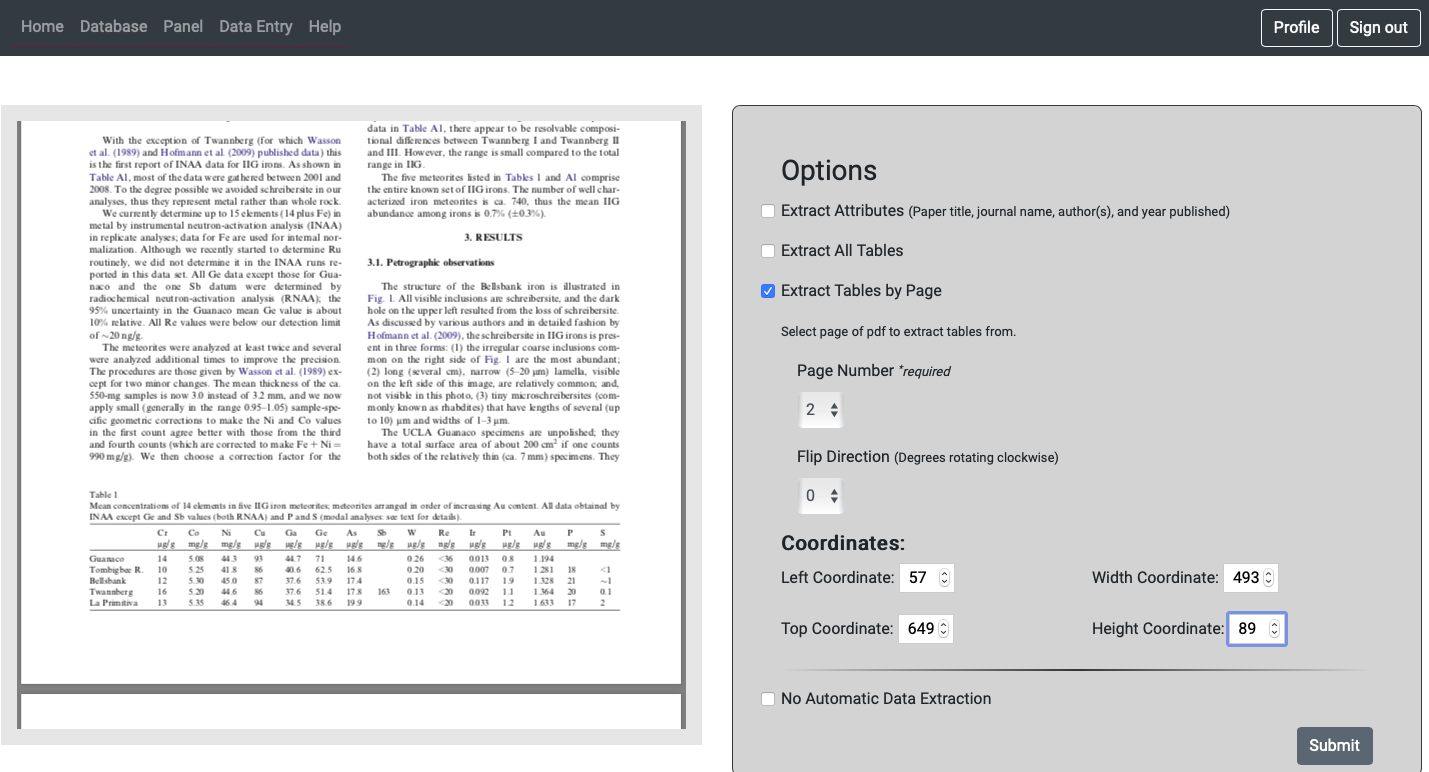 Home Database Panel Data Entry Help
Profile Sign out
With the exception of Twannberg (for which Wasson
et al. (1989) and Hofmann et al. (2009) published data) this
is the first report of INAA data for IIG irons. As shown in
Table A1, most of the data were gathered between 2001 and
2008. To the degree possible we avoided schreibersite in our
analyses, thus they represent metal rather than whole rock.
We currently determine up to 15 elements (14 plus Fe) in
metal by instrumental neutron-activation analysis (INAA)
in replicate analyses; data for Fe are used for internal nor-
malization. Although we recently started to determine Ru
routinely, we did not determine it in the INAA runs re-
ported in this data set. All Ge data except those for Gua-
naco and the one Sb datum were determined by
radiochemical neutron-activation analysis (RNAA); the
95% uncertainty in the Guanaco mean Ge value is about
10% relative. All Re values were below our detection limit
of ~20 ng/g.
The meteorites were analyzed at least twice and several
were analyzed additional times to improve the precision.
The procedures are those given by Wasson et al. (1989) ex-
cept for two minor changes. The mean thickness of the ca.
550-mg samples is now 3.0 instead of 3.2 mm, and we now
apply small (generally in the range 0.95–1.05) sample-spe-
cific geometric corrections to make the Ni and Co values
in the first count agree better with those from the third
and fourth counts (which are corrected to make Fe + Ni =
990 mg/g). We then choose a correction factor for the
data in Table A1, there appear to be resolvable composi-
tional differences between Twannberg I and Twannberg II
and III. However, the range is small compared to the total
range in IIG.
The five meteorites listed in Tables 1 and A1 comprise
the entire known set of IIG irons. The number of well char-
acterized iron meteorites is ca. 740, thus the mean IIG
abundance among irons is 0.7% (±0.3%).
3. RESULTS
3.1. Petrographic observations
The structure of the Bellsbank iron is illustrated in
Fig. 1. All visible inclusions are schreibersite, and the dark
hole on the upper left resulted from the loss of schreibersite.
As discussed by various authors and in detailed fashion by
Hofmann et al. (2009), the schreibersite in IIG irons is pres-
ent in three forms: (1) the irregular coarse inclusions com-
mon on the right side of Fig. 1 are the most abundant;
(2) long (several cm), narrow (5–20 μm) lamella, visible
on the left side of this image, are relatively common; and,
not visible in this photo, (3) tiny microschreibersites (com-
monly known as rhabdites) that have lengths of several (up
to 10) μm and widths of 1–3 μm.
The UCLA Guanaco specimens are unpolished; they
have a total surface area of about 200 cm² if one counts
both sides of the relatively thin (ca. 7 mm) specimens. They
Table 1
Mean concentrations of 14 elements in five IIG iron meteorites; meteorites arranged in order of increasing Au content. All data obtained by
INAA except Ge and Sb values (both RNAA) and P and S (modal analyses: see text for details).
Cr Co Ni Cu Ga Ge As Sb W Re Ir Pt Au P S
μg/g mg/g mg/g μg/g μg/g μg/g μg/g ng/g μg/g ng/g μg/g μg/g μg/g mg/g mg/g
Guanaco 14 5.08 44.3 93 44.7 71 14.6 0.26 <36 0.013 0.8 1.194
Tombigbee R. 10 5.25 41.8 86 40.6 62.5 16.8 0.20 <30 0.007 0.7 1.281 18 <1
Bellsbank 12 5.30 45.0 87 37.6 53.9 17.4 0.15 <30 0.117 1.9 1.328 21 ~1
Twannberg 16 5.20 44.6 86 37.6 51.4 17.8 163 0.13 <20 0.092 1.1 1.364 20 0.1
La Primitiva 13 5.35 46.4 94 34.5 38.6 19.9 0.14 <20 0.033 1.2 1.633 17 2
Options
Extract Attributes (Paper title, journal name, author(s), and year published)
Extract All Tables
Extract Tables by Page
Select page of pdf to extract tables from.
Page Number *required
2
Flip Direction (Degrees rotating clockwise)
0
Coordinates:
Left Coordinate: 57 Width Coordinate: 493
Top Coordinate: 649 Height Coordinate: 89
No Automatic Data Extraction
Submit